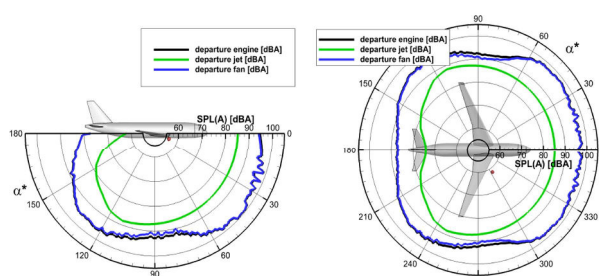 departure engine [dBA]
departure jet [dBA]
departure fan [dBA]
SPL(A) [dBA]
180
60 70 80 90 100
0
α*
150
30
120
60
90
departure engine [dBA]
departure jet [dBA]
departure fan [dBA]
90
60
α*
150
60 70 80 90 100
SPL(A) [dBA]
210
330
240
300
270